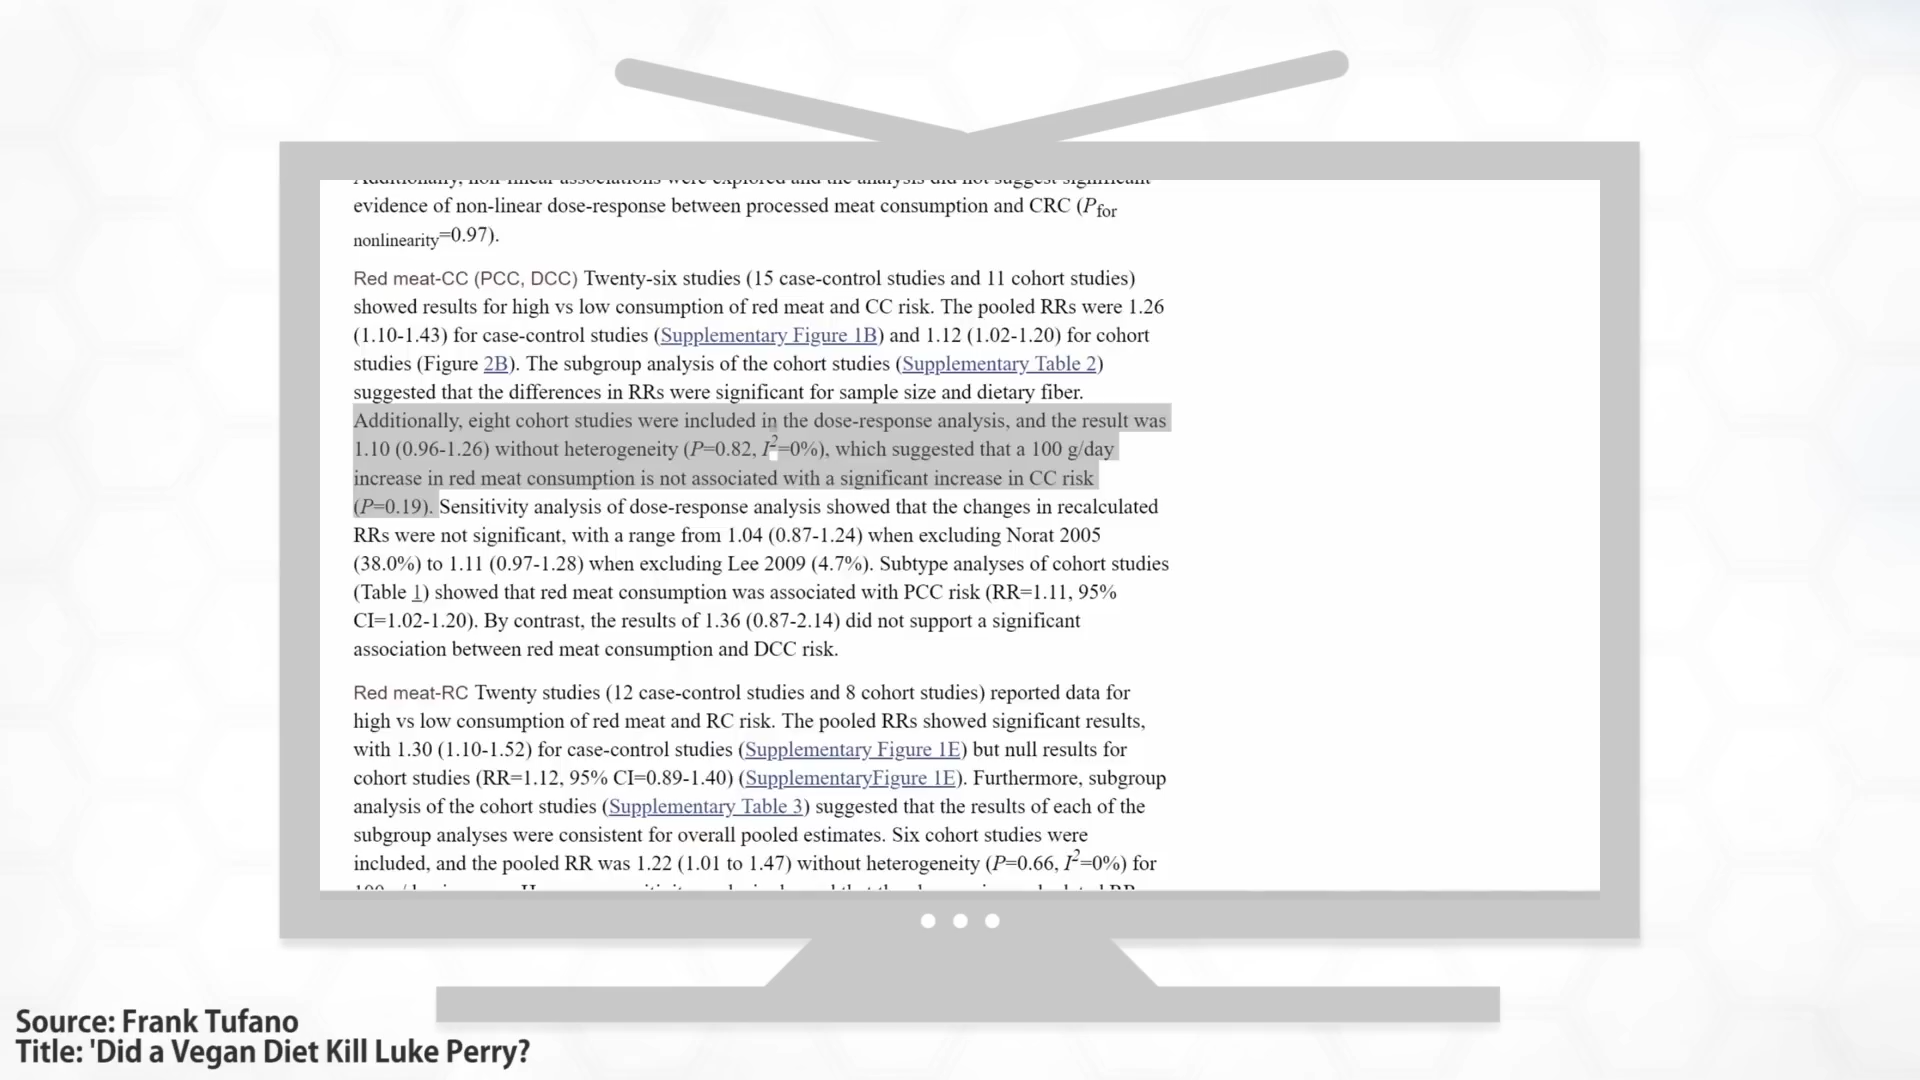 Additionally, non-linear associations were explored and the analysis did not suggest significant
evidence of non-linear dose-response between processed meat consumption and CRC (Pfor
nonlinearity=0.97).
Red meat-CC (PCC, DCC) Twenty-six studies (15 case-control studies and 11 cohort studies)
showed results for high vs low consumption of red meat and CC risk. The pooled RRs were 1.26
(1.10-1.43) for case-control studies (Supplementary Figure 1B) and 1.12 (1.02-1.20) for cohort
studies (Figure 2B). The subgroup analysis of the cohort studies (Supplementary Table 2)
suggested that the differences in RRs were significant for sample size and dietary fiber.
Additionally, eight cohort studies were included in the dose-response analysis, and the result was
1.10 (0.96-1.26) without heterogeneity (P=0.82, I²=0%), which suggested that a 100 g/day
increase in red meat consumption is not associated with a significant increase in CC risk
(P=0.19). Sensitivity analysis of dose-response analysis showed that the changes in recalculated
RRs were not significant, with a range from 1.04 (0.87-1.24) when excluding Norat 2005
(38.0%) to 1.11 (0.97-1.28) when excluding Lee 2009 (4.7%). Subtype analyses of cohort studies
(Table 1) showed that red meat consumption was associated with PCC risk (RR=1.11, 95%
CI=1.02-1.20). By contrast, the results of 1.36 (0.87-2.14) did not support a significant
association between red meat consumption and DCC risk.
Red meat-RC Twenty studies (12 case-control studies and 8 cohort studies) reported data for
high vs low consumption of red meat and RC risk. The pooled RRs showed significant results,
with 1.30 (1.10-1.52) for case-control studies (Supplementary Figure 1E) but null results for
cohort studies (RR=1.12, 95% CI=0.89-1.40) (SupplementaryFigure 1E). Furthermore, subgroup
analysis of the cohort studies (Supplementary Table 3) suggested that the results of each of the
subgroup analyses were consistent for overall pooled estimates. Six cohort studies were
included, and the pooled RR was 1.22 (1.01 to 1.47) without heterogeneity (P=0.66, I²=0%) for
Source: Frank Tufano
Title: 'Did a Vegan Diet Kill Luke Perry?